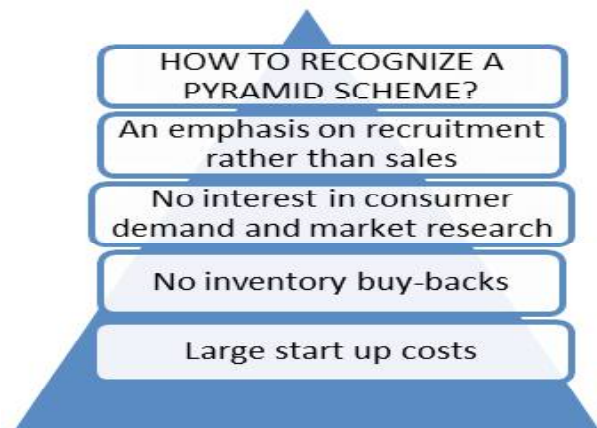 HOW TO RECOGNIZE A
PYRAMID SCHEME?
An emphasis on recruitment
rather than sales
No interest in consumer
demand and market research
No inventory buy-backs
Large start up costs